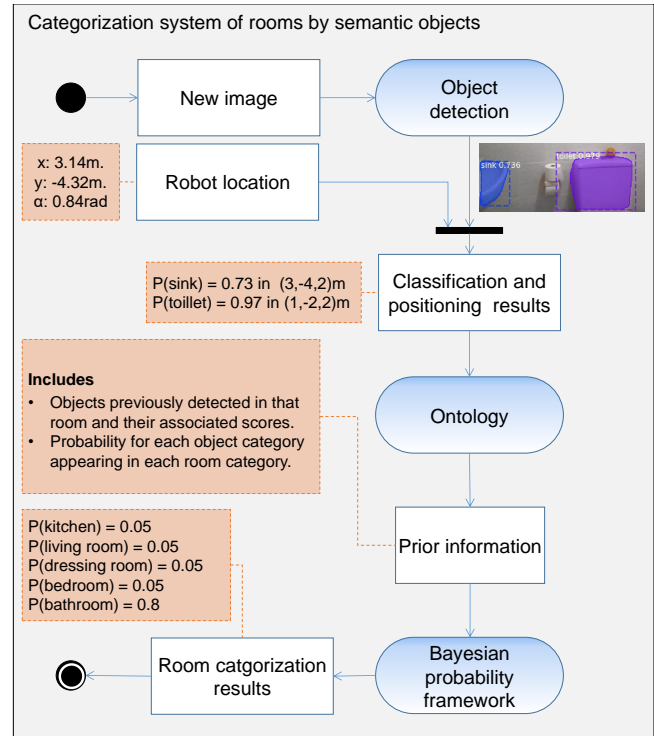 Categorization system of rooms by semantic objects
New image
Object
detection
x: 3.14m.
y: -4.32m.
α: 0.84rad
Robot location
sink 0.736
toilet 0.979
P(sink) = 0.73 in (3,-4,2)m
P(toillet) = 0.97 in (1,-2,2)m
Classification and
positioning results
Includes
• Objects previously detected in that
room and their associated scores.
• Probability for each object category
appearing in each room category.
Ontology
Prior information
P(kitchen) = 0.05
P(living room) = 0.05
P(dressing room) = 0.05
P(bedroom) = 0.05
P(bathroom) = 0.8
Room catgorization
results
Bayesian
probability
framework